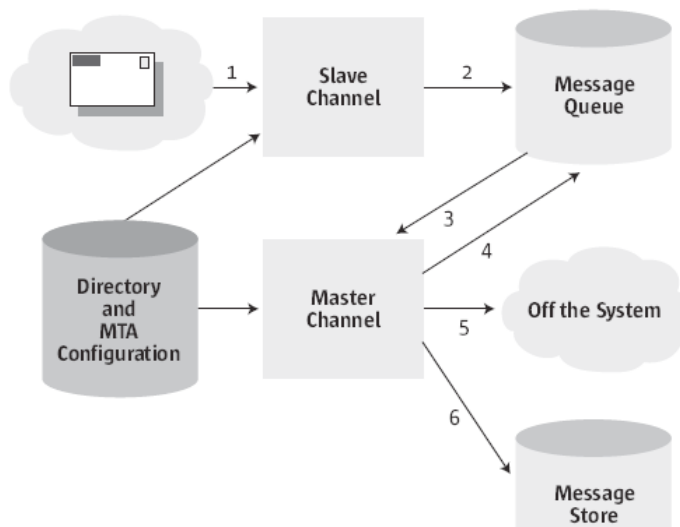 1
Slave
Channel
2
Message
Queue
3
4
Directory
and
MTA
Configuration
Master
Channel
5
Off the System
6
Message
Store